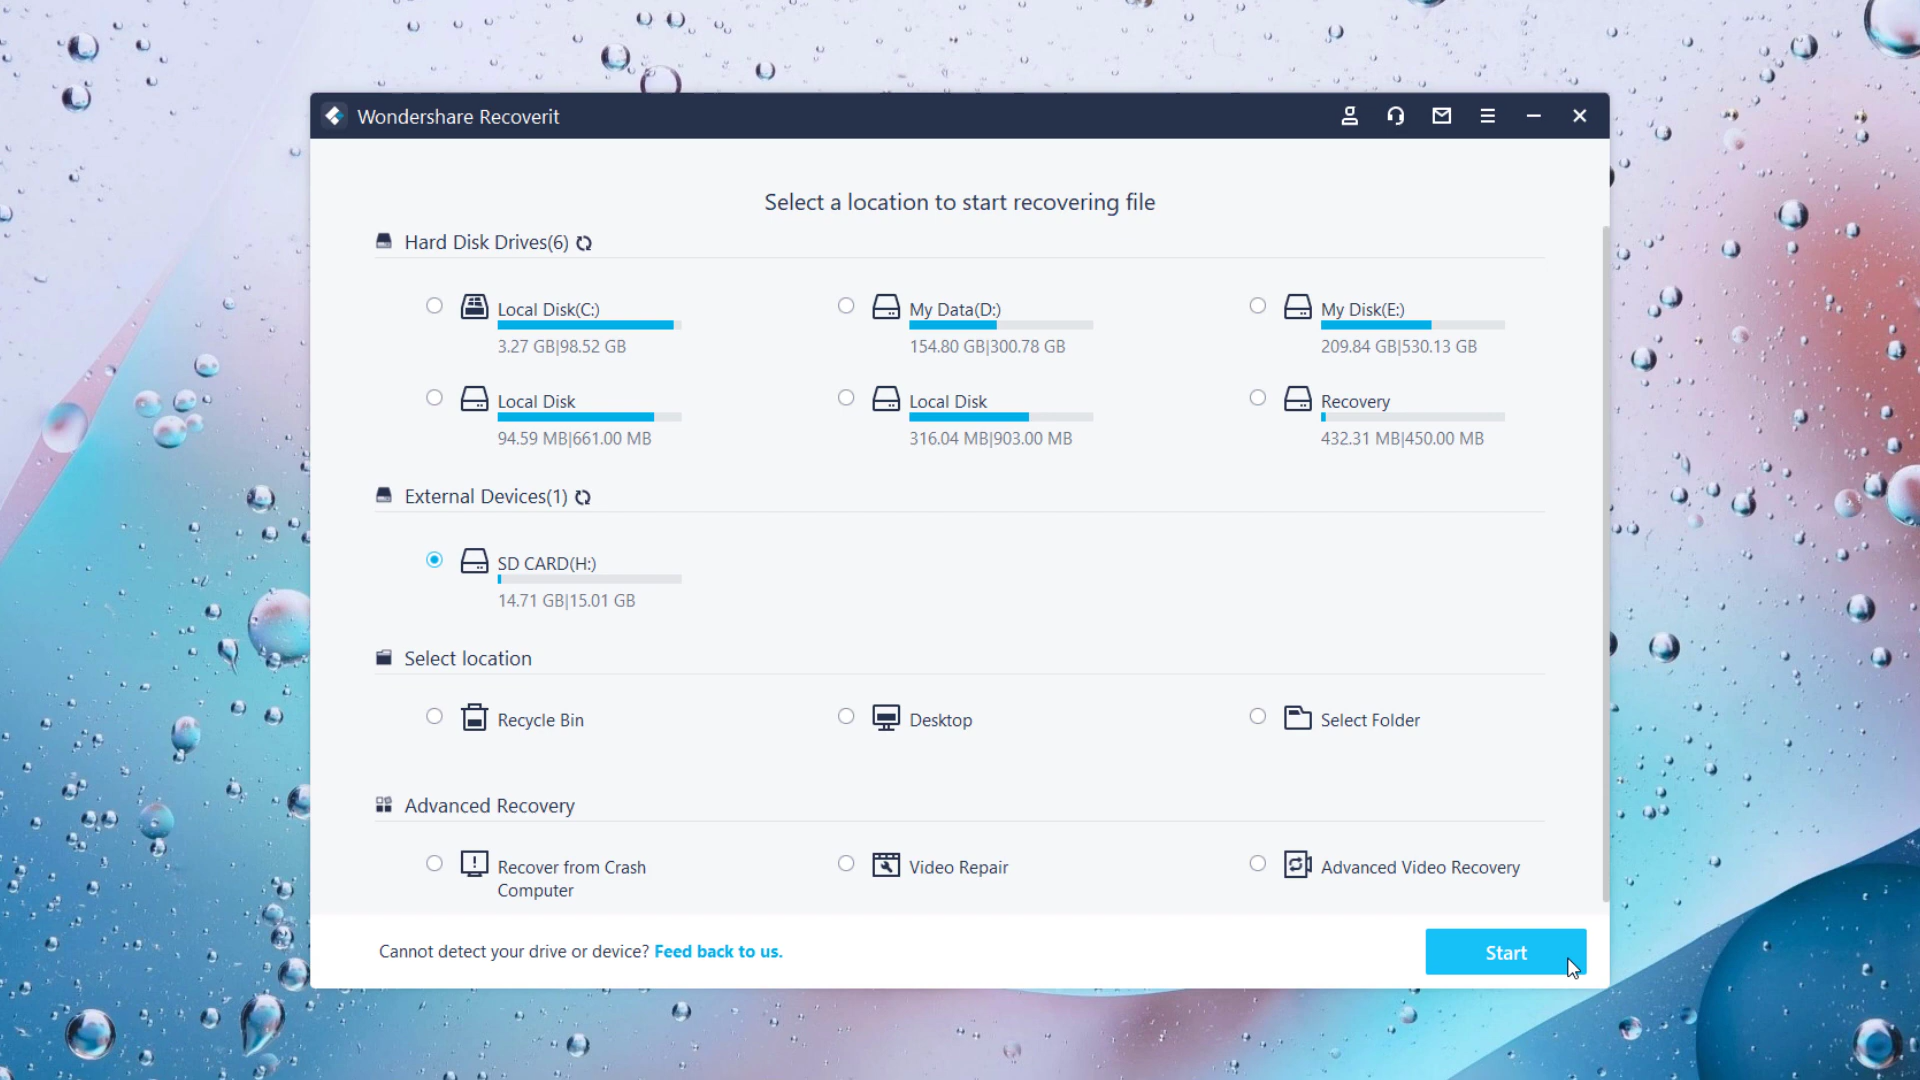 Wondershare Recoverit
Select a location to start recovering file
Hard Disk Drives(6)
Local Disk(C:)
3.27 GB|98.52 GB
My Data(D:)
154.80 GB|300.78 GB
My Disk(E:)
209.84 GB|530.13 GB
Local Disk
94.59 MB|661.00 MB
Local Disk
316.04 MB|903.00 MB
Recovery
432.31 MB|450.00 MB
External Devices(1)
SD CARD(H:)
14.71 GB|15.01 GB
Select location
Recycle Bin
Desktop
Select Folder
Advanced Recovery
Recover from Crash
Computer
Video Repair
Advanced Video Recovery
Cannot detect your drive or device? Feed back to us.
Start